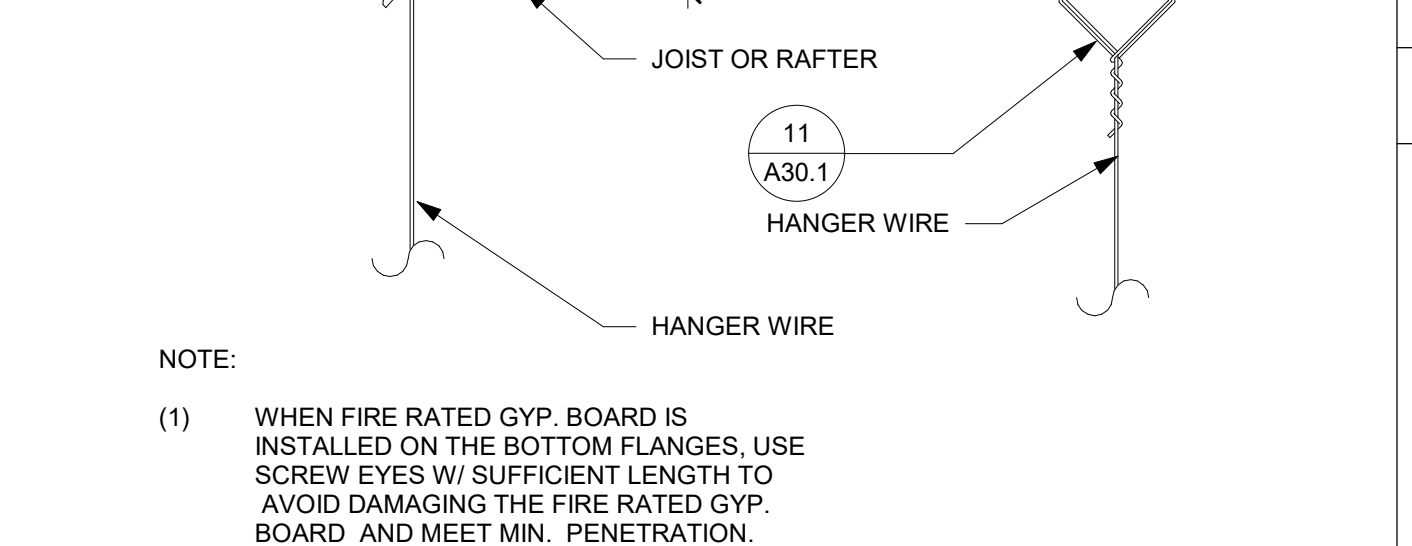 JOIST OR RAFTER
11
A30.1
HANGER WIRE
HANGER WIRE
NOTE:
(1) WHEN FIRE RATED GYP. BOARD IS
INSTALLED ON THE BOTTOM FLANGES, USE
SCREW EYES W/ SUFFICIENT LENGTH TO
AVOID DAMAGING THE FIRE RATED GYP.
BOARD AND MEET MIN. PENETRATION.